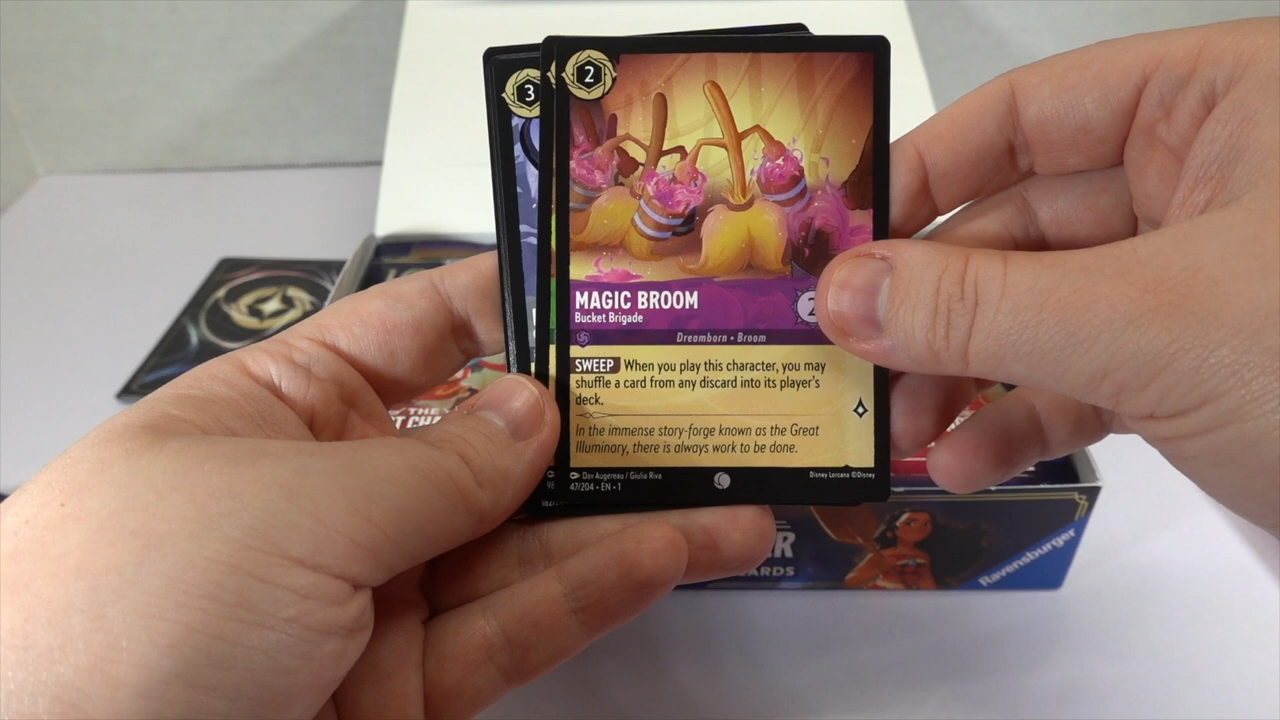 3
2
MAGIC BROOM
Bucket Brigade
2
Dreamborn • Broom
SWEEP When you play this character, you may
shuffle a card from any discard into its player's
deck.
In the immense story-forge known as the Great
Illuminary, there is always work to be done.
Dav Augereau / Giulia Riva
47/204 • EN • 1
Disney Lorcana ©Disney
98
THE
Ravensburger